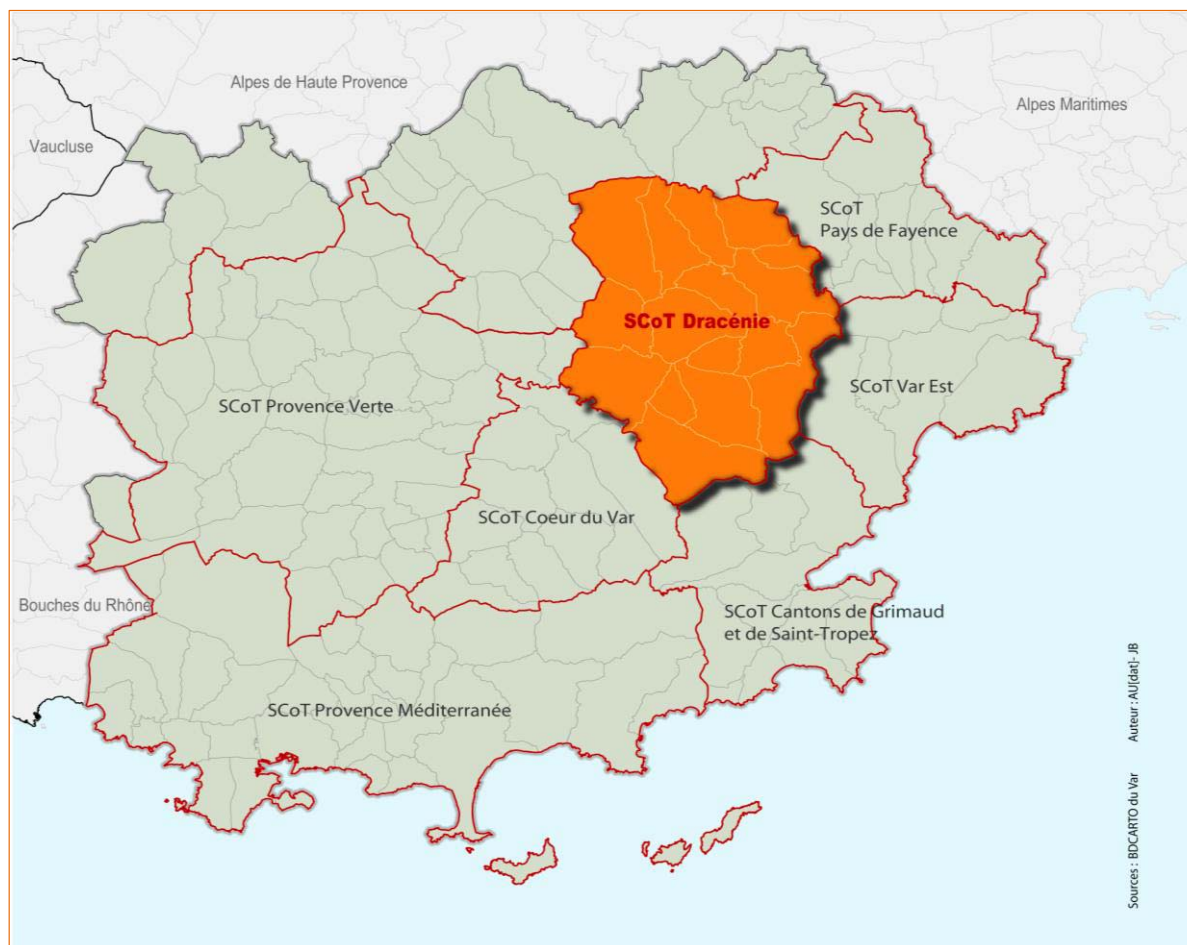 Alpes de Haute Provence
Alpes Maritimes
Vaucluse
SCoT
Pays de Fayence
SCoT Dracénie
SCoT Var Est
SCoT Provence Verte
SCoT Coeur du Var
Bouches du Rhône
SCoT Cantons de Grimaud
et de Saint-Tropez
SCoT Provence Méditerranée
Sources : BDCARTO du Var Auteur : AU[dat]- JB